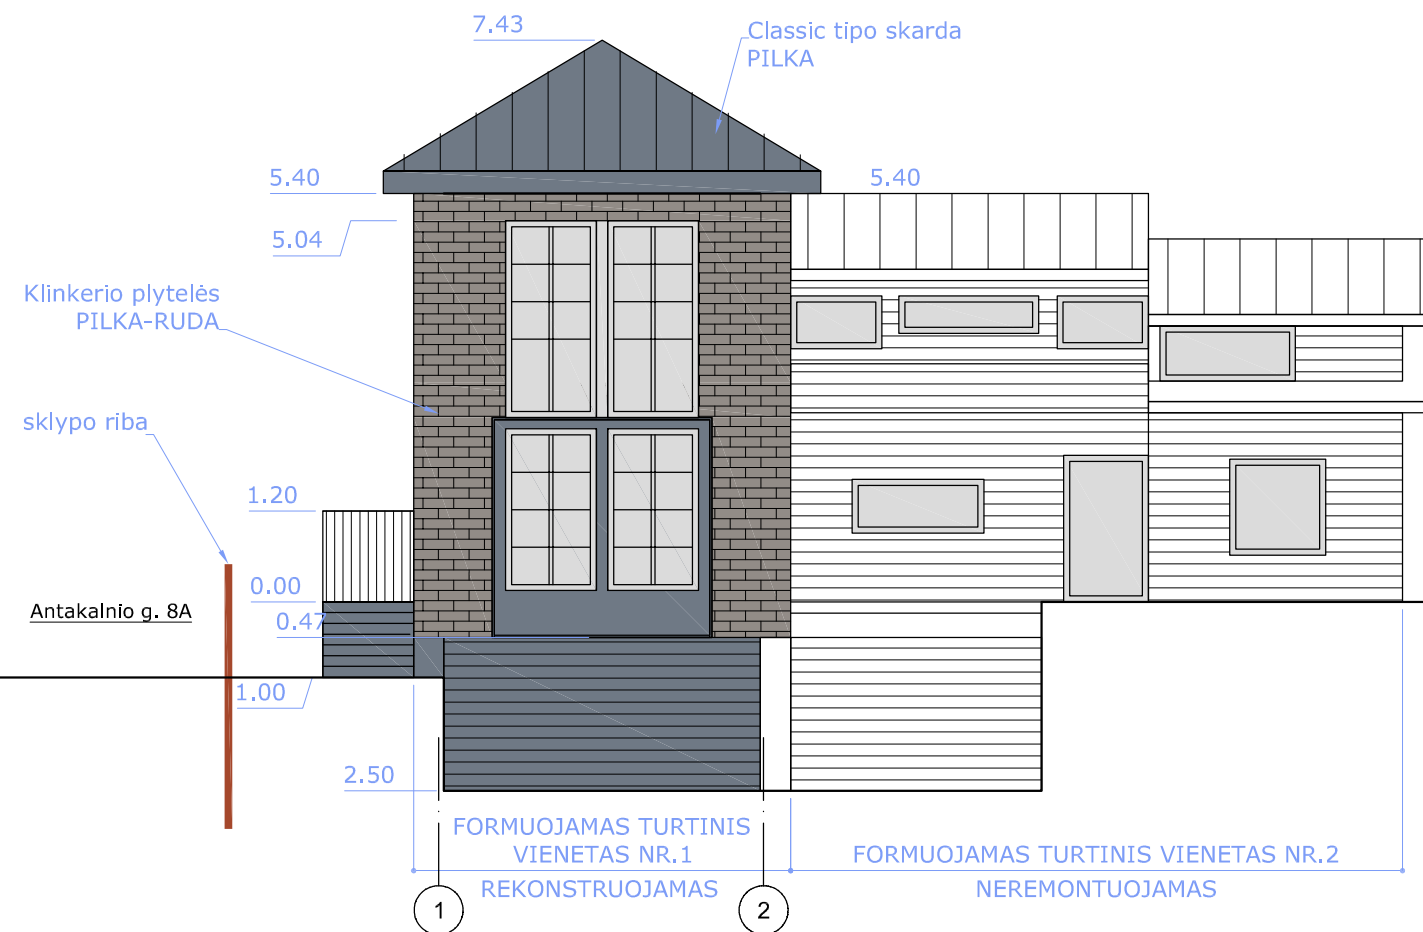 7.43
Classic tipo skarda
PILKA
5.40
5.40
5.04
Klinkerio plytelės
PILKA-RUDA
sklypo riba
1.20
0.00
Antakalnio g. 8A
0.47
1.00
2.50
FORMUOJAMAS TURTINIS
VIENETAS NR.1
REKONSTRUOJAMAS
FORMUOJAMAS TURTINIS VIENETAS NR.2
NEREMONTUOJAMAS
1
2